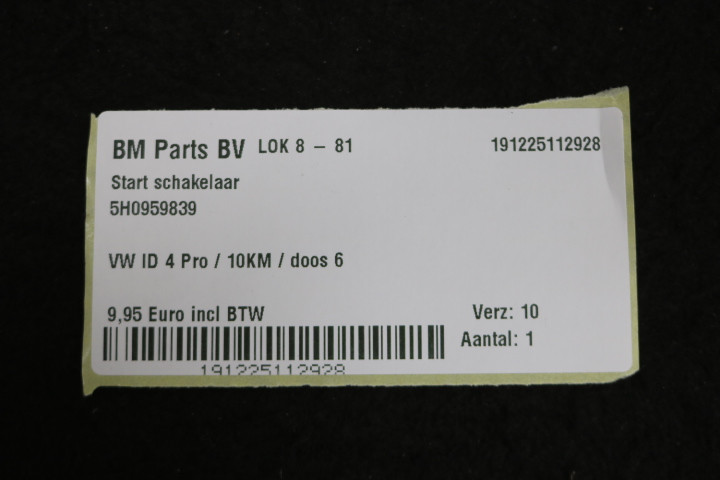 BM Parts BV LOK 8 – 81 191225112928
Start schakelaar
5H0959839
VW ID 4 Pro / 10KM / doos 6
9,95 Euro incl BTW Verz: 10
Aantal: 1
191225112928